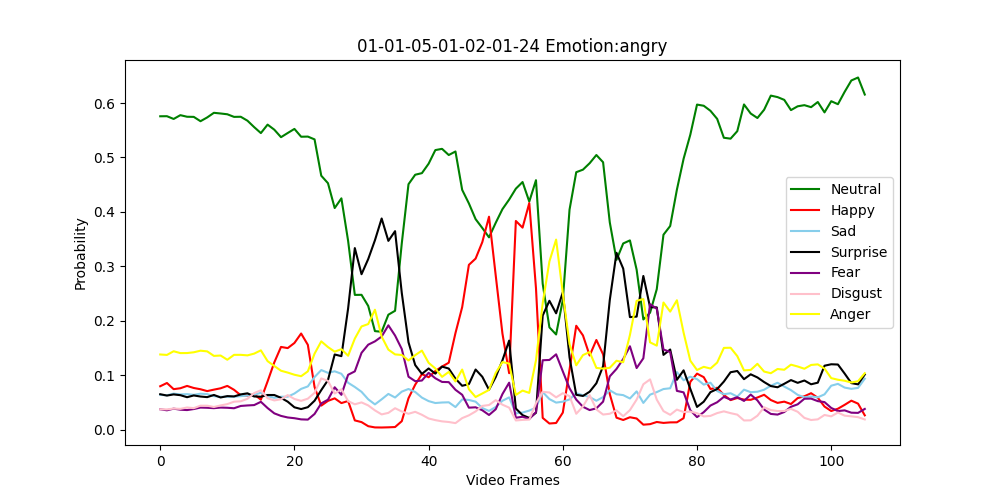 01-01-05-01-02-01-24 Emotion:angry
Probability
0.6
0.5
0.4
0.3
0.2
0.1
0.0
Neutral
Happy
Sad
Surprise
Fear
Disgust
Anger
0 20 40 60 80 100
Video Frames